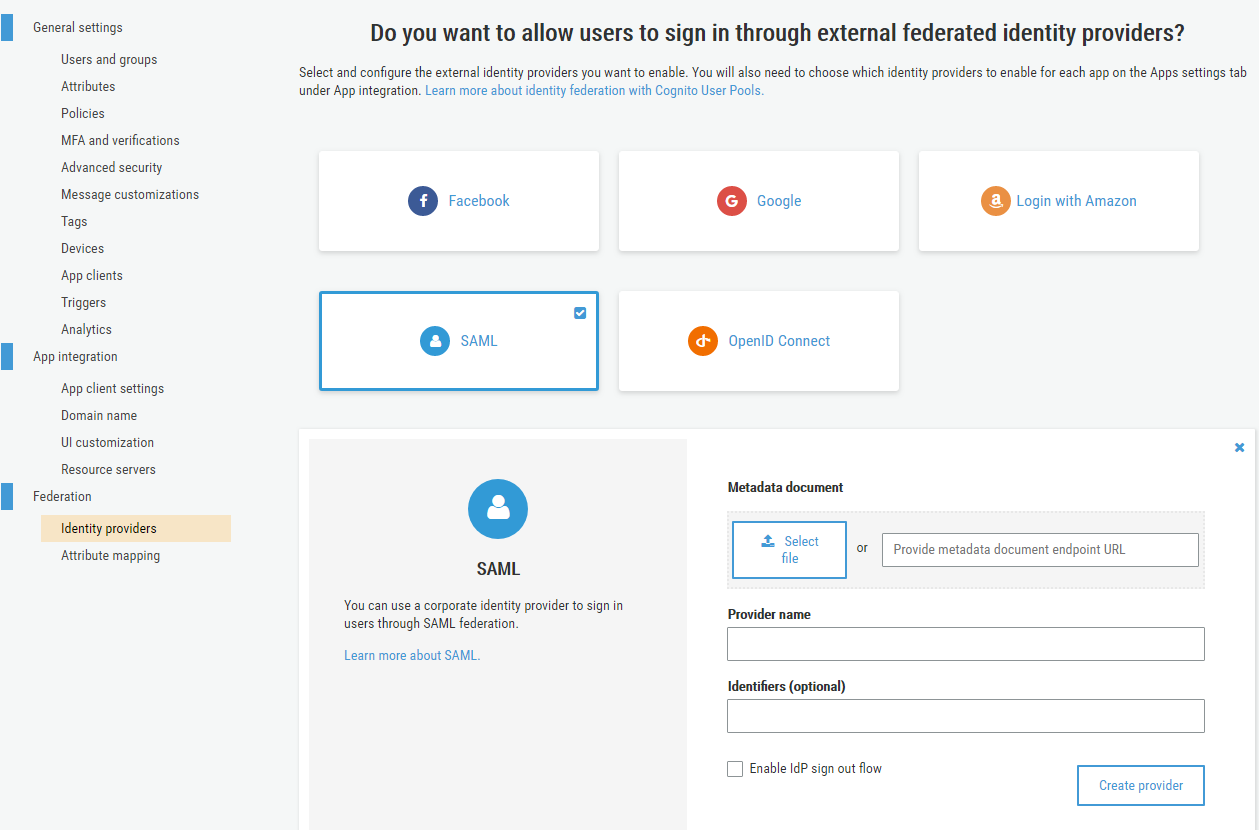 General settings
Users and groups
Attributes
Policies
MFA and verifications
Advanced security
Message customizations
Tags
Devices
App clients
Triggers
Analytics
App integration
App client settings
Domain name
UI customization
Resource servers
Federation
Identity providers
Attribute mapping
Do you want to allow users to sign in through external federated identity providers?
Select and configure the external identity providers you want to enable. You will also need to choose which identity providers to enable for each app on the Apps settings tab
under App integration. Learn more about identity federation with Cognito User Pools.
Facebook
Google
Login with Amazon
SAML
OpenID Connect
SAML
You can use a corporate identity provider to sign in
users through SAML federation.
Learn more about SAML.
Metadata document
Select
file
or
Provide metadata document endpoint URL
Provider name
Identifiers (optional)
Enable IdP sign out flow
Create provider